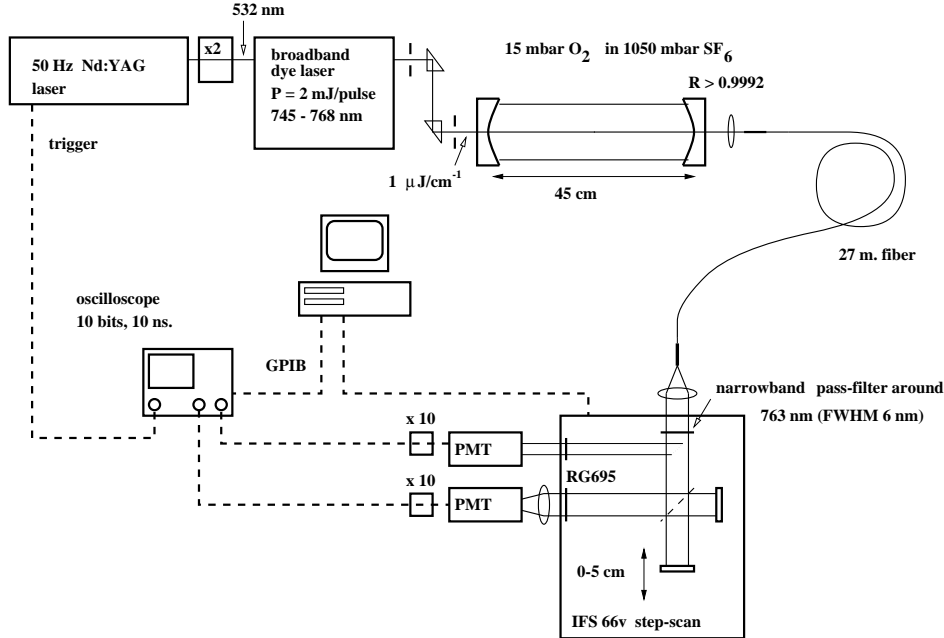 532 nm
x2
50 Hz Nd:YAG
laser
broadband
dye laser
P = 2 mJ/pulse
745 - 768 nm
15 mbar O2 in 1050 mbar SF6
R > 0.9992
trigger
1 μJ/cm-1
45 cm
27 m. fiber
oscilloscope
10 bits, 10 ns.
GPIB
narrowband pass-filter around
763 nm (FWHM 6 nm)
x 10
PMT
RG695
x 10
PMT
0-5 cm
IFS 66v step-scan